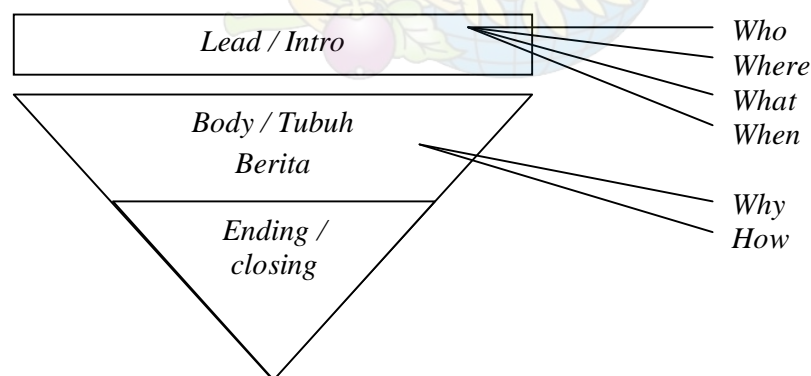 Lead / Intro
Who
Where
What
When
Body / Tubuh
Berita
Why
How
Ending /
closing